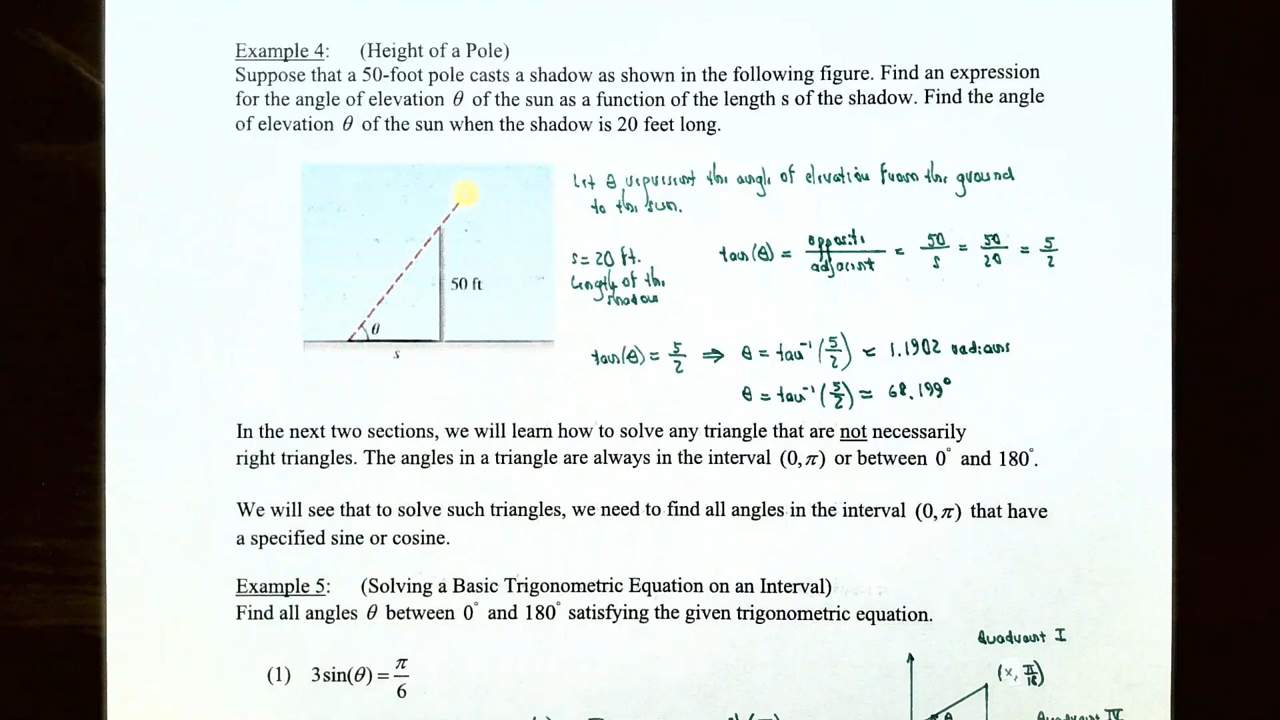 Example 4: (Height of a Pole)
Suppose that a 50-foot pole casts a shadow as shown in the following figure. Find an expression
for the angle of elevation θ of the sun as a function of the length s of the shadow. Find the angle
of elevation θ of the sun when the shadow is 20 feet long.
Let θ represent the angle of elevation from the ground
to the sun.
s = 20 ft.
length of the
shadow
tan(θ) = opposite/adjacent = 50/s = 50/20 = 5/2
50 ft
θ
s
tan(θ) = 5/2 ⇒ θ = tan⁻¹(5/2) ≈ 1.1902 radians
θ = tan⁻¹(5/2) ≈ 68.199°
In the next two sections, we will learn how to solve any triangle that are not necessarily
right triangles. The angles in a triangle are always in the interval (0, π) or between 0° and 180°.
We will see that to solve such triangles, we need to find all angles in the interval (0, π) that have
a specified sine or cosine.
Example 5: (Solving a Basic Trigonometric Equation on an Interval)
Find all angles θ between 0° and 180° satisfying the given trigonometric equation.
Quadrant I
(1) 3sin(θ) = π/6
(x, π/18)
θ
Quadrant IV